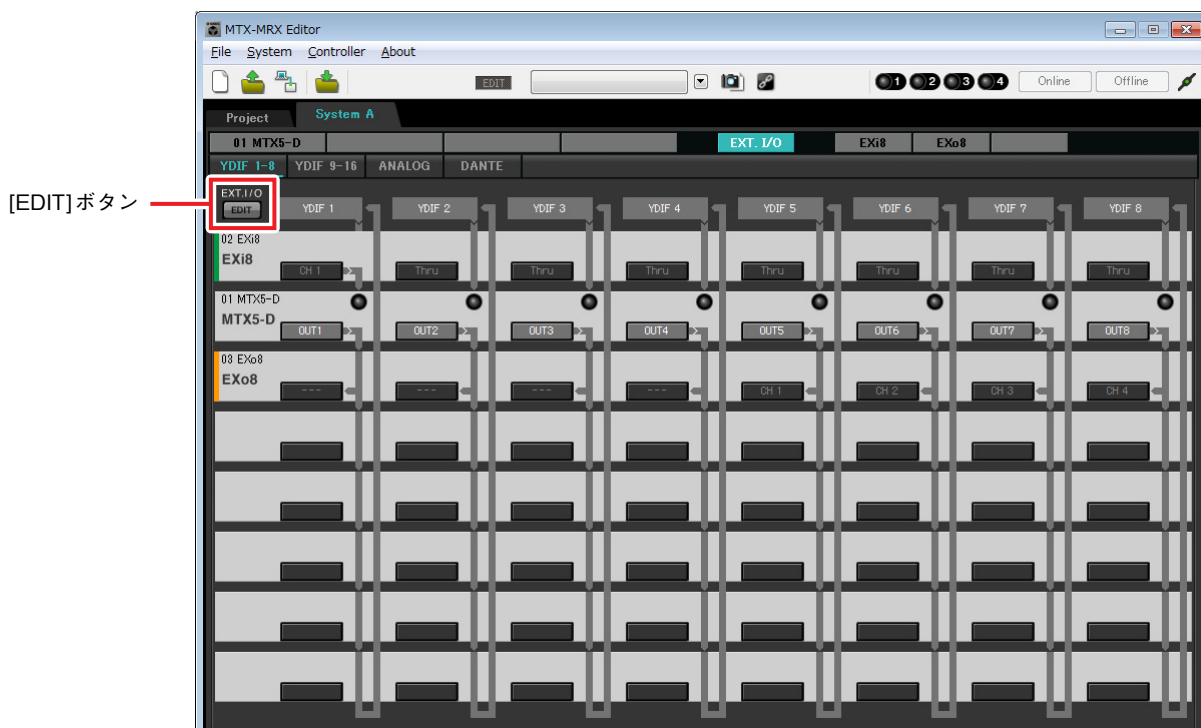 MTX-MRX Editor
File System Controller About
EDIT 1 2 3 4 Online Offline
Project System A
01 MTX5-D EXT. I/O EXi8 EXo8
YDIF 1-8 YDIF 9-16 ANALOG DANTE
[EDIT]ボタン
EXT.I/O
EDIT YDIF 1 YDIF 2 YDIF 3 YDIF 4 YDIF 5 YDIF 6 YDIF 7 YDIF 8
02 EXi8
EXi8
CH 1 Thru Thru Thru Thru Thru Thru Thru
01 MTX5-D
MTX5-D
OUT1 OUT2 OUT3 OUT4 OUT5 OUT6 OUT7 OUT8
03 EXo8
EXo8
--- --- --- --- CH 1 CH 2 CH 3 CH 4